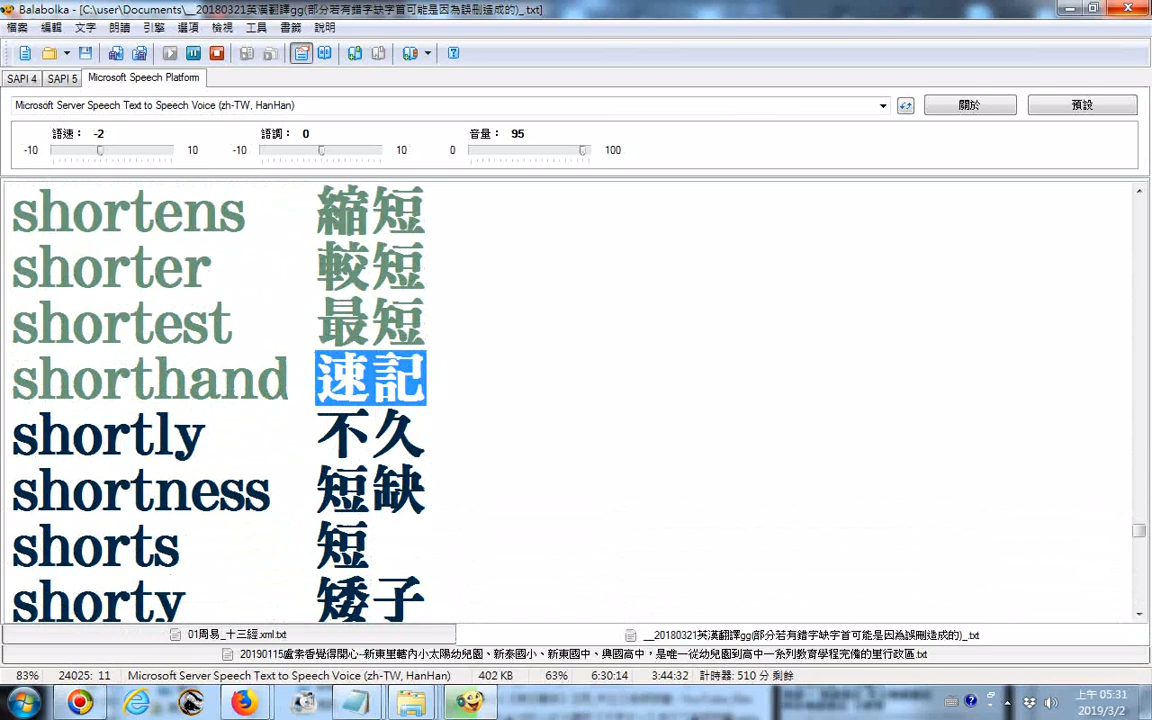 Balabolka - [C:\user\Documents\__20180321英漢翻譯gg(部分若有錯字缺字首可能是因為誤刪造成的)_.txt]
檔案 編輯 文字 朗讀 引擎 選項 檢視 工具 書籤 說明
SAPI 4 SAPI 5 Microsoft Speech Platform
Microsoft Server Speech Text to Speech Voice (zh-TW, HanHan) 關於 預設
語速： -2 語調： 0 音量： 95
-10 10 -10 10 0 100
shortens 縮短
shorter 較短
shortest 最短
shorthand 速記
shortly 不久
shortness 短缺
shorts 短
shorty 矮子
01周易_十三經.xml.txt __20180321英漢翻譯gg(部分若有錯字缺字首可能是因為誤刪造成的)_.txt
20190115盧素香覺得開心~新東里轄內小太陽幼兒園、新泰國小、新東國中、興國高中，是唯一從幼兒園到高中一系列教育學程完備的里行政區.txt
83% 24025: 11 Microsoft Server Speech Text to Speech Voice (zh-TW, HanHan) 402 KB 63% 6:30:14 3:44:32 計時器: 510 分 剩餘
上午 05:31
2019/3/2